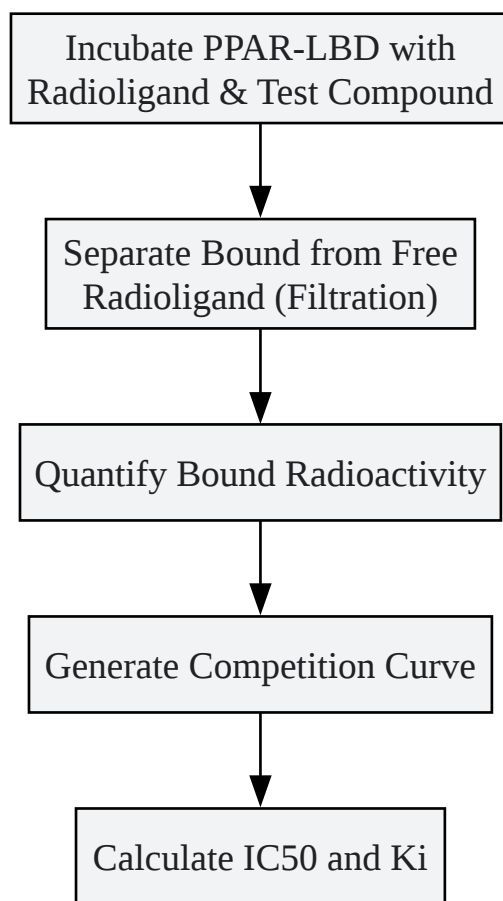 Incubate PPAR-LBD with
Radioligand & Test Compound
Separate Bound from Free
Radioligand (Filtration)
Quantify Bound Radioactivity
Generate Competition Curve
Calculate IC50 and Ki